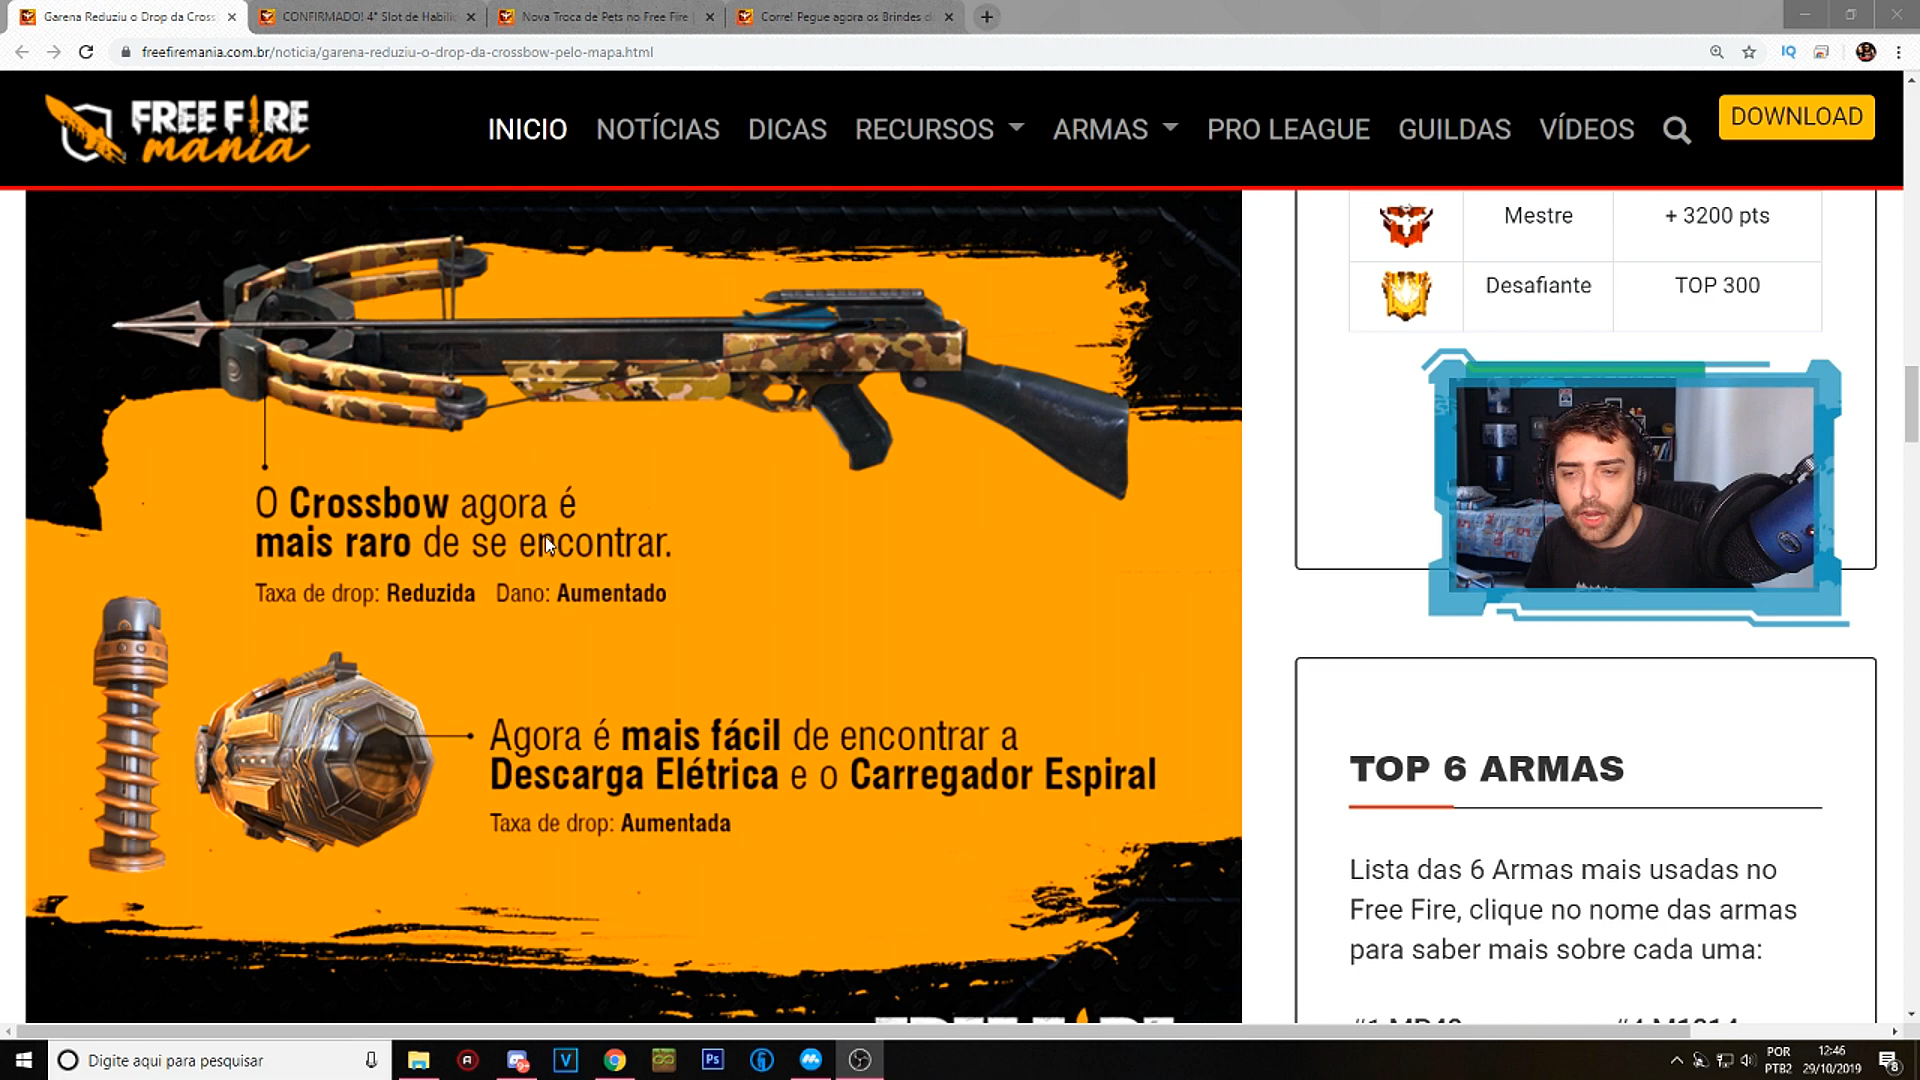 Garena Reduziu o Drop da Cross
CONFIRMADO! 4° Slot de Habilid
Nova Troca de Pets no Free Fire |
Corre! Pegue agora os Brindes d
freefiremania.com.br/noticia/garena-reduziu-o-drop-da-crossbow-pelo-mapa.html
IQ
FREE FIRE
mania
INICIO NOTÍCIAS DICAS RECURSOS ARMAS PRO LEAGUE GUILDAS VÍDEOS
DOWNLOAD
Mestre + 3200 pts
Desafiante TOP 300
O Crossbow agora é
mais raro de se encontrar.
Taxa de drop: Reduzida Dano: Aumentado
Agora é mais fácil de encontrar a
Descarga Elétrica e o Carregador Espiral
Taxa de drop: Aumentada
TOP 6 ARMAS
Lista das 6 Armas mais usadas no
Free Fire, clique no nome das armas
para saber mais sobre cada uma:
Digite aqui para pesquisar
Ps
POR
PTB2
12:46
29/10/2019
8